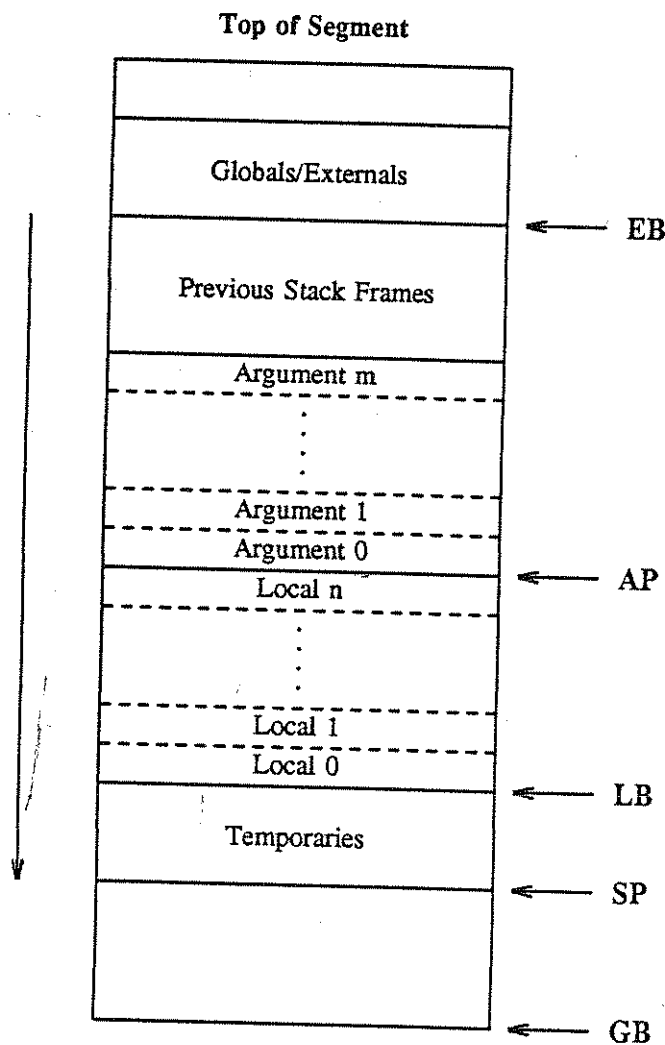 Top of Segment
Globals/Externals
EB
Previous Stack Frames
Argument m
Argument 1
Argument 0
AP
Local n
Local 1
Local 0
LB
Temporaries
SP
GB